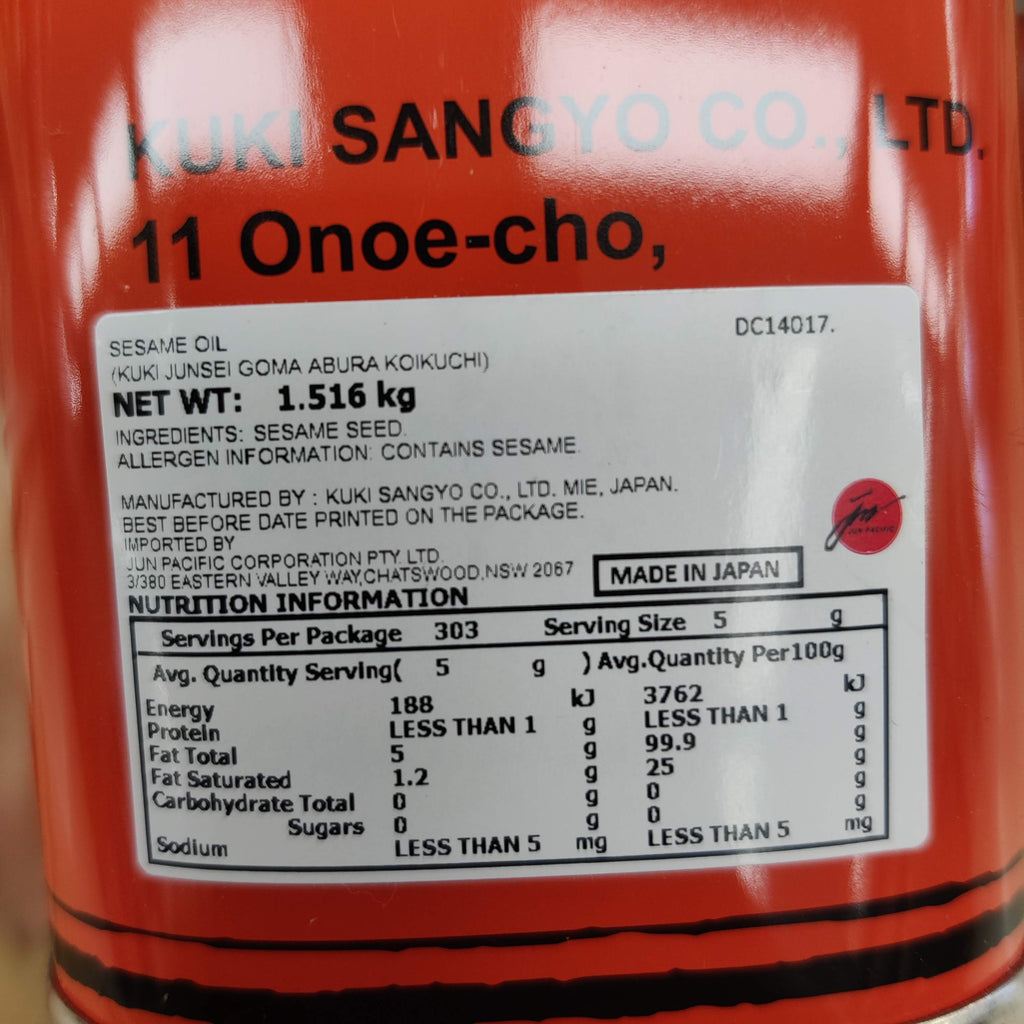 KUKI SANGYO CO., LTD.
11 Onoe-cho,
DC14017.
SESAME OIL
(KUKI JUNSEI GOMA ABURA KOIKUCHI)
NET WT: 1.516 kg
INGREDIENTS: SESAME SEED.
ALLERGEN INFORMATION: CONTAINS SESAME.
MANUFACTURED BY : KUKI SANGYO CO., LTD. MIE, JAPAN.
BEST BEFORE DATE PRINTED ON THE PACKAGE.
IMPORTED BY
JUN PACIFIC CORPORATION PTY. LTD.
3/380 EASTERN VALLEY WAY,CHATSWOOD,NSW 2067
JUN PACIFIC
MADE IN JAPAN
NUTRITION INFORMATION
Servings Per Package 303 Serving Size 5 g
Avg. Quantity Serving( 5 g ) Avg.Quantity Per100g
Energy 188 kJ 3762 kJ
Protein LESS THAN 1 g LESS THAN 1 g
Fat Total 5 g 99.9 g
Fat Saturated 1.2 g 25 g
Carbohydrate Total 0 g 0 g
Sugars 0 g 0 g
Sodium LESS THAN 5 mg LESS THAN 5 mg